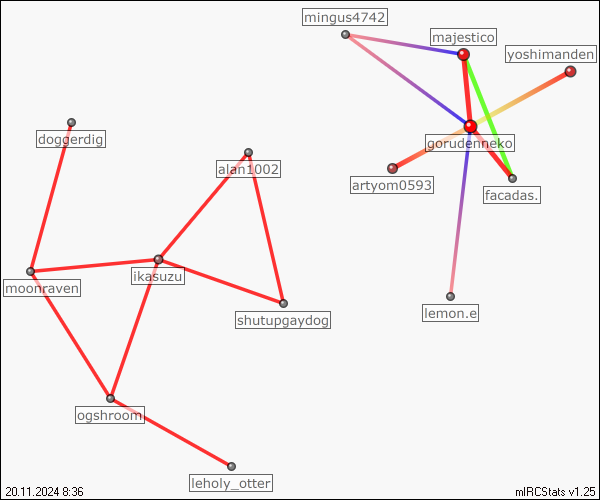 mingus4742
majestico
yoshimanden
doggerdig
gorudenneko
alan1002
artyom0593
facadas.
ikasuzu
moonraven
lemon.e
shutupgaydog
ogshroom
leholy_otter
20.11.2024 8:36
mIRCStats v1.25